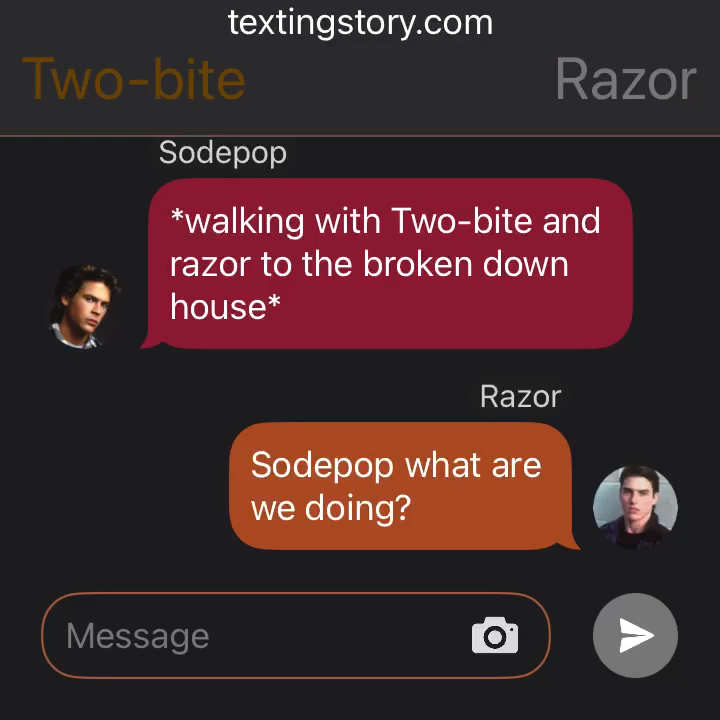 textingstory.com
Two-bite
Razor
Sodepop
*walking with Two-bite and
razor to the broken down
house*
Razor
Sodepop what are
we doing?
Message